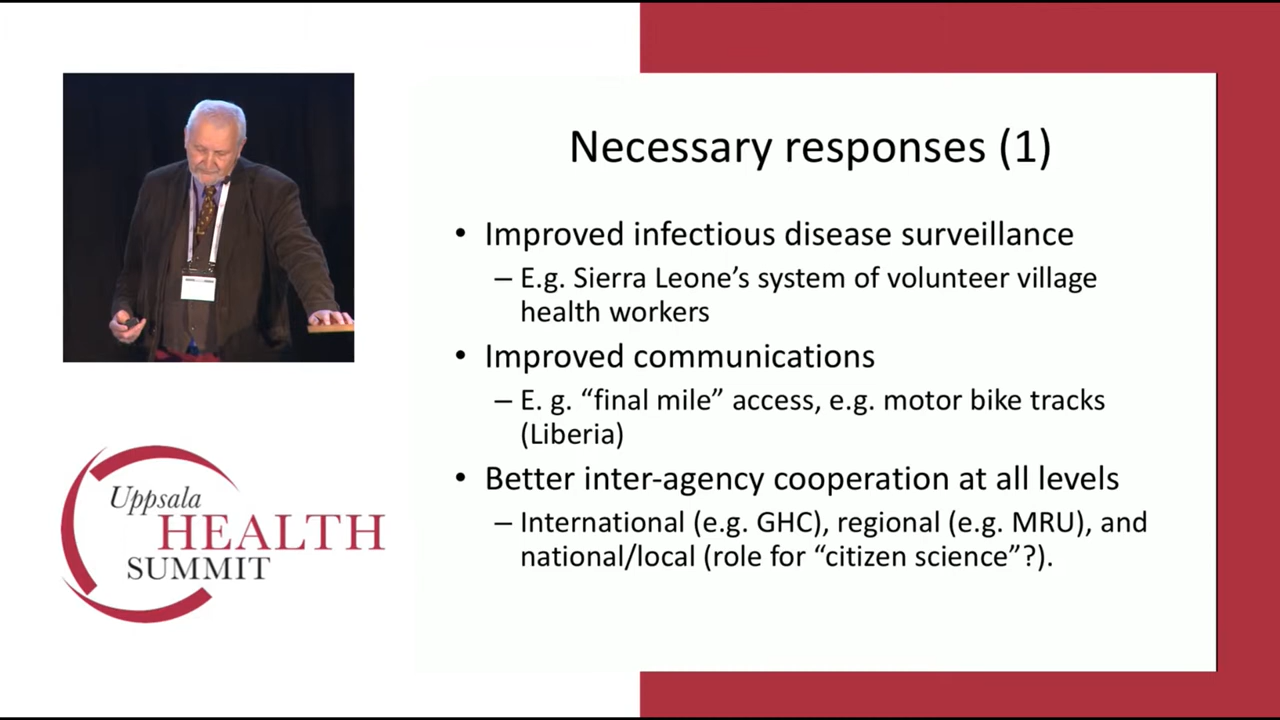 Necessary responses (1)
• Improved infectious disease surveillance
– E.g. Sierra Leone’s system of volunteer village
health workers
• Improved communications
– E. g. “final mile” access, e.g. motor bike tracks
(Liberia)
• Better inter-agency cooperation at all levels
– International (e.g. GHC), regional (e.g. MRU), and
national/local (role for “citizen science”?).
Uppsala
HEALTH
SUMMIT